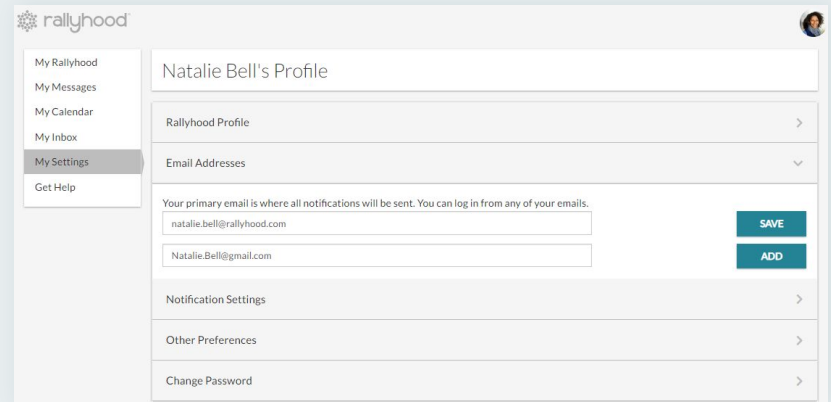 rallyhood
My Rallyhood
My Messages
My Calendar
My Inbox
My Settings
Get Help
Natalie Bell's Profile
Rallyhood Profile
Email Addresses
Your primary email is where all notifications will be sent. You can log in from any of your emails.
natalie.bell@rallyhood.com
SAVE
Natalie.Bell@gmail.com
ADD
Notification Settings
Other Preferences
Change Password